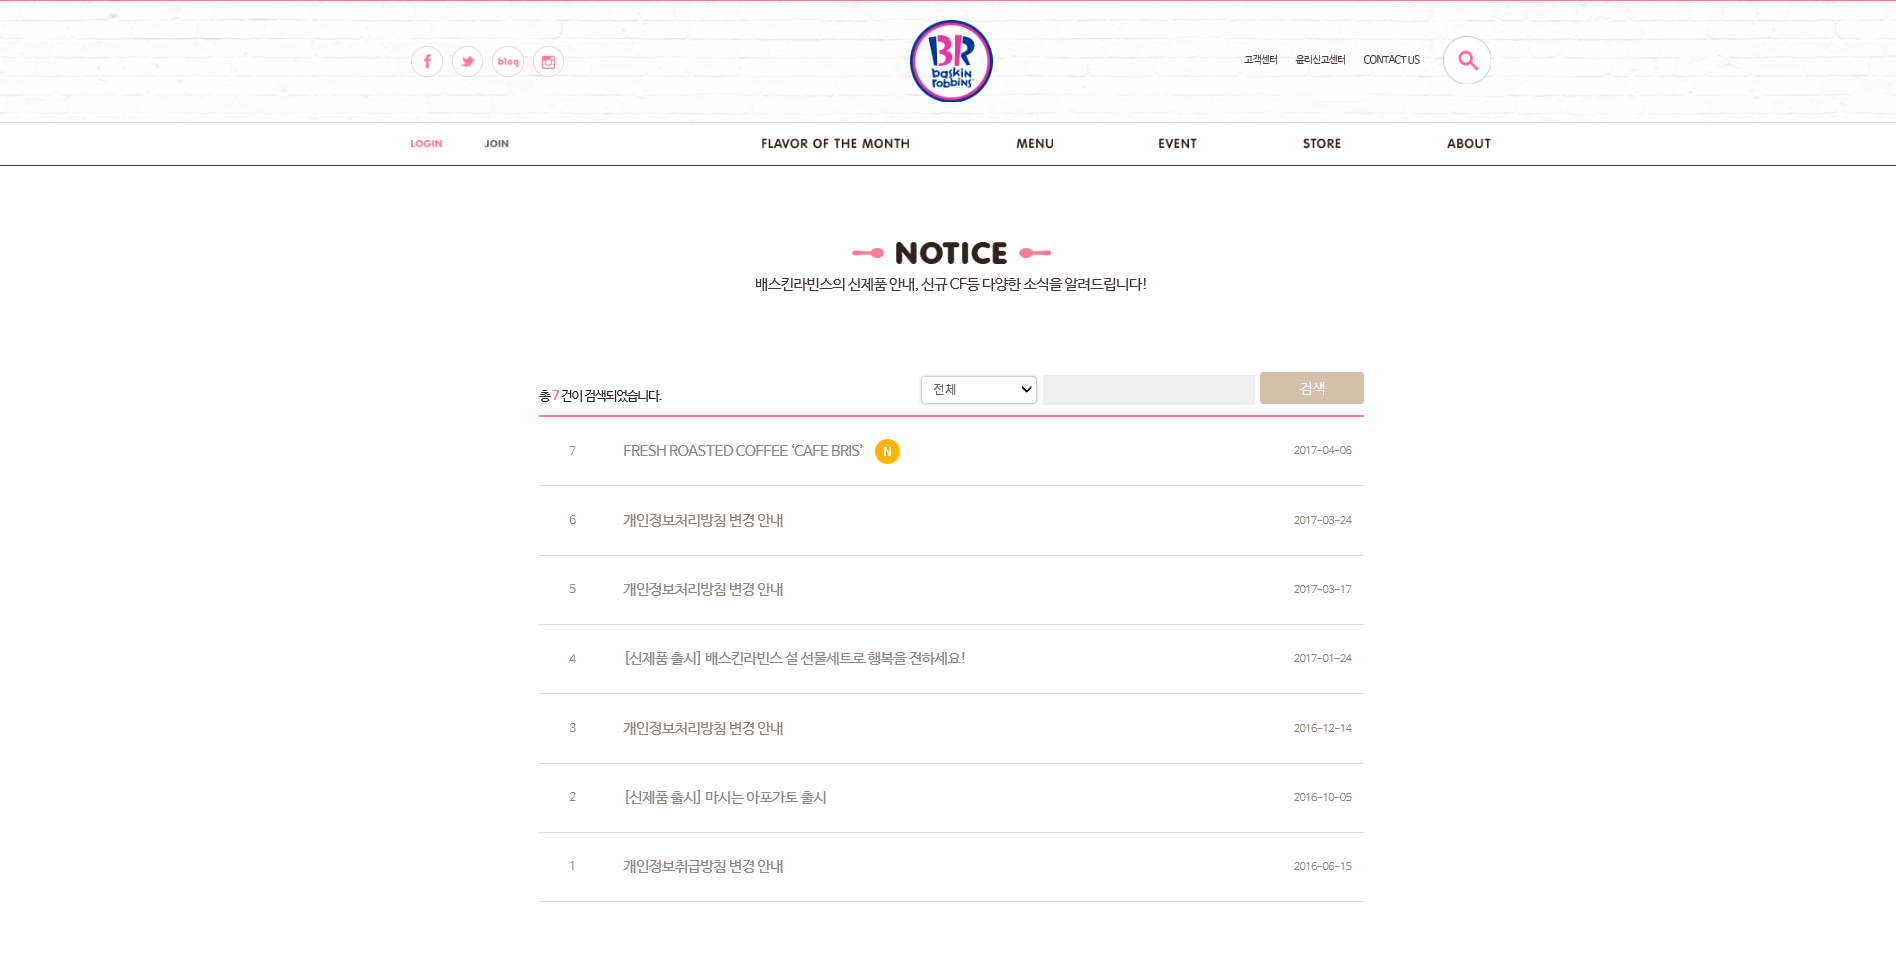 blog
BR
baskin
robbins
고객센터 윤리신고센터 CONTACT US
LOGIN JOIN FLAVOR OF THE MONTH MENU EVENT STORE ABOUT
NOTICE
배스킨라빈스의 신제품 안내, 신규 CF등 다양한 소식을 알려드립니다!
총 7 건이 검색되었습니다. 전체 검색
7 FRESH ROASTED COFFEE ‘CAFE BRIS’ N 2017-04-06
6 개인정보처리방침 변경 안내 2017-03-24
5 개인정보처리방침 변경 안내 2017-03-17
4 [신제품 출시] 배스킨라빈스 설 선물세트로 행복을 전하세요! 2017-01-24
3 개인정보처리방침 변경 안내 2016-12-14
2 [신제품 출시] 마시는 아포가토 출시 2016-10-05
1 개인정보취급방침 변경 안내 2016-06-15